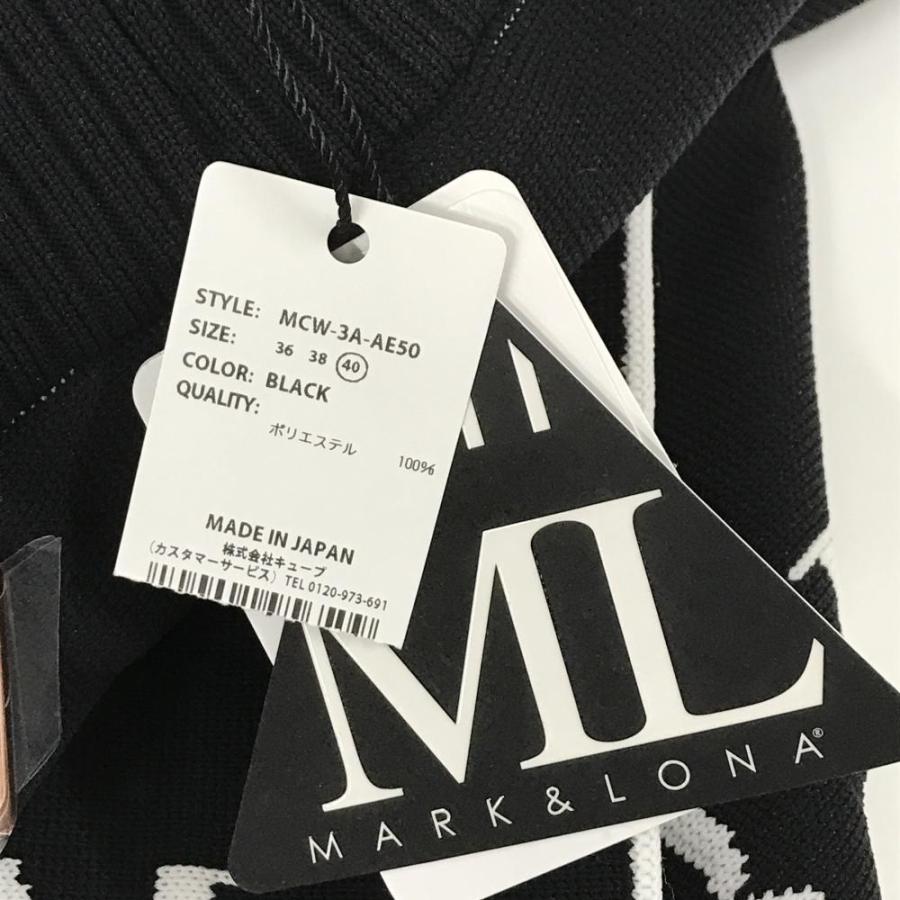 STYLE: MCW-3A-AE50
SIZE: 36 38 40
COLOR: BLACK
QUALITY:
ポリエステル 100%
MADE IN JAPAN
株式会社キューブ
(カスタマーサービス) TEL 0120-973-691
ML
MARK & LONA®